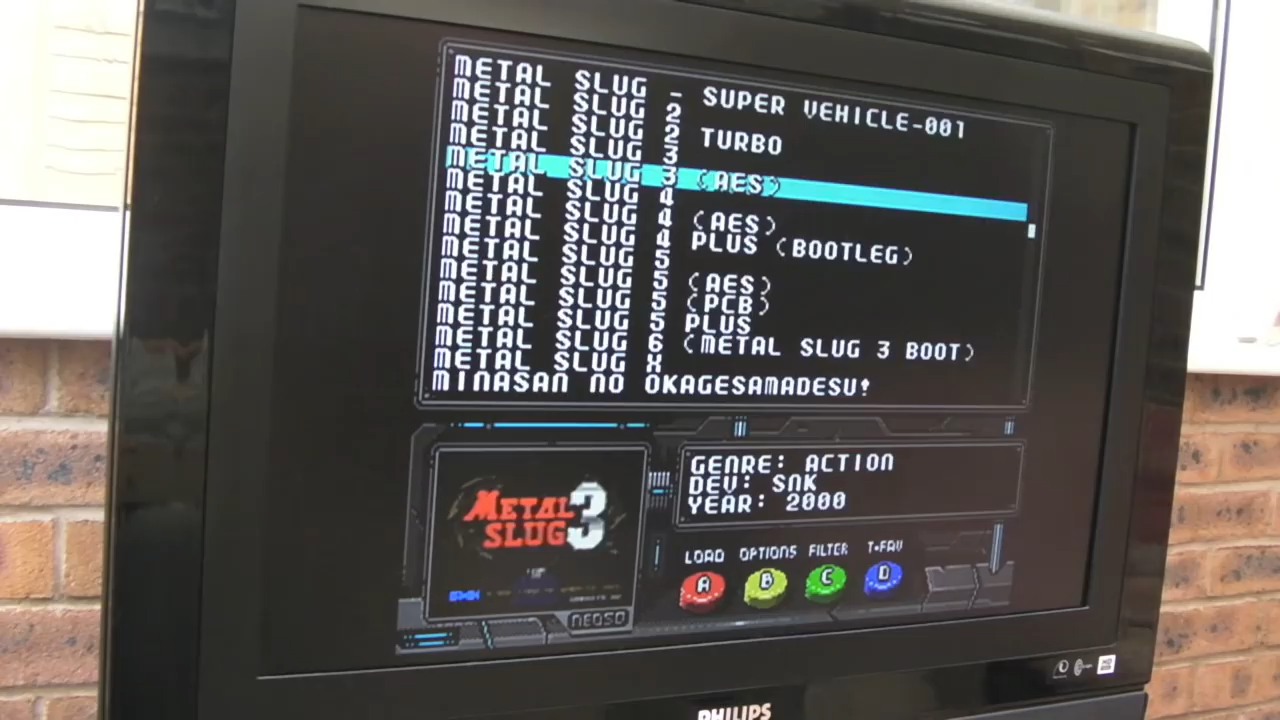 METAL SLUG - SUPER VEHICLE-001
METAL SLUG 2
METAL SLUG 2 TURBO
METAL SLUG 3
METAL SLUG 3 (AES)
METAL SLUG 4
METAL SLUG 4 (AES)
METAL SLUG 4 PLUS (BOOTLEG)
METAL SLUG 5
METAL SLUG 5 (AES)
METAL SLUG 5 (PCB)
METAL SLUG 5 PLUS
METAL SLUG 6 (METAL SLUG 3 BOOT)
METAL SLUG X
MINASAN NO OKAGESAMADESU!
METAL SLUG 3
NEOSD
GENRE: ACTION
DEV: SNK
YEAR: 2000
LOAD OPTIONS FILTER T+FAV
A B C D
PHILIPS